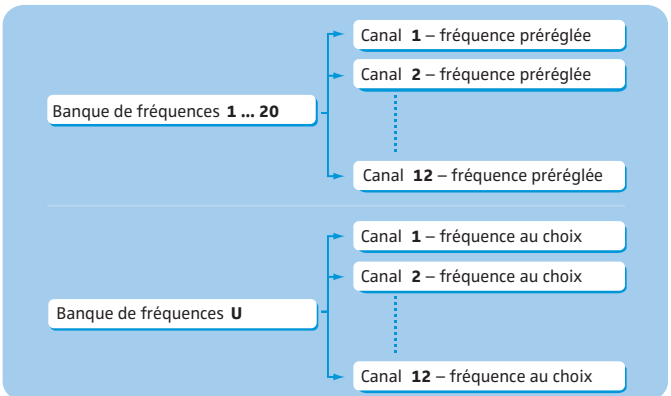 Canal 1 – fréquence préréglée
Canal 2 – fréquence préréglée
Banque de fréquences 1 ... 20
Canal 12 – fréquence préréglée
Canal 1 – fréquence au choix
Canal 2 – fréquence au choix
Banque de fréquences U
Canal 12 – fréquence au choix